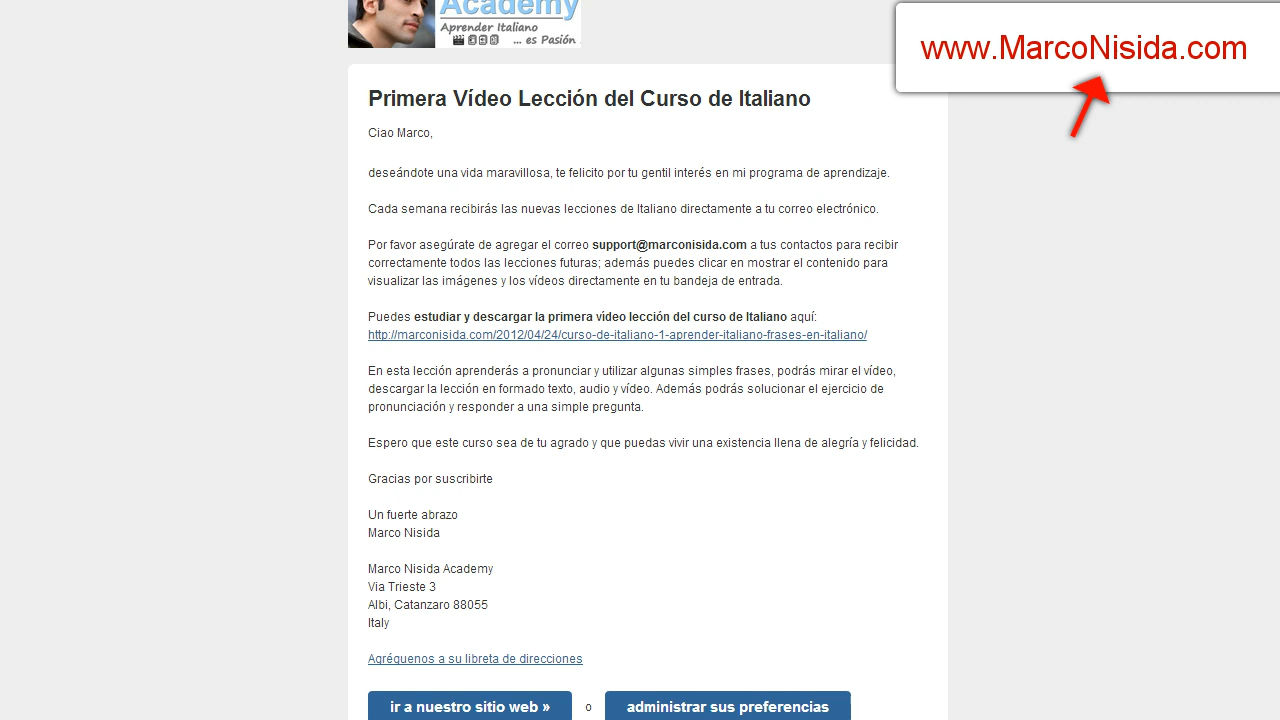 Academy
Aprender Italiano
... es Pasión
www.MarcoNisida.com
Primera Vídeo Lección del Curso de Italiano
Ciao Marco,
deseándote una vida maravillosa, te felicito por tu gentil interés en mi programa de aprendizaje.
Cada semana recibirás las nuevas lecciones de Italiano directamente a tu correo electrónico.
Por favor asegúrate de agregar el correo support@marconisida.com a tus contactos para recibir
correctamente todos las lecciones futuras; además puedes clicar en mostrar el contenido para
visualizar las imágenes y los vídeos directamente en tu bandeja de entrada.
Puedes estudiar y descargar la primera vídeo lección del curso de Italiano aquí:
http://marconisida.com/2012/04/24/curso-de-italiano-1-aprender-italiano-frases-en-italiano/
En esta lección aprenderás a pronunciar y utilizar algunas simples frases, podrás mirar el vídeo,
descargar la lección en formado texto, audio y vídeo. Además podrás solucionar el ejercicio de
pronunciación y responder a una simple pregunta.
Espero que este curso sea de tu agrado y que puedas vivir una existencia llena de alegría y felicidad.
Gracias por suscribirte
Un fuerte abrazo
Marco Nisida
Marco Nisida Academy
Via Trieste 3
Albi, Catanzaro 88055
Italy
Agréguenos a su libreta de direcciones
ir a nuestro sitio web » o administrar sus preferencias